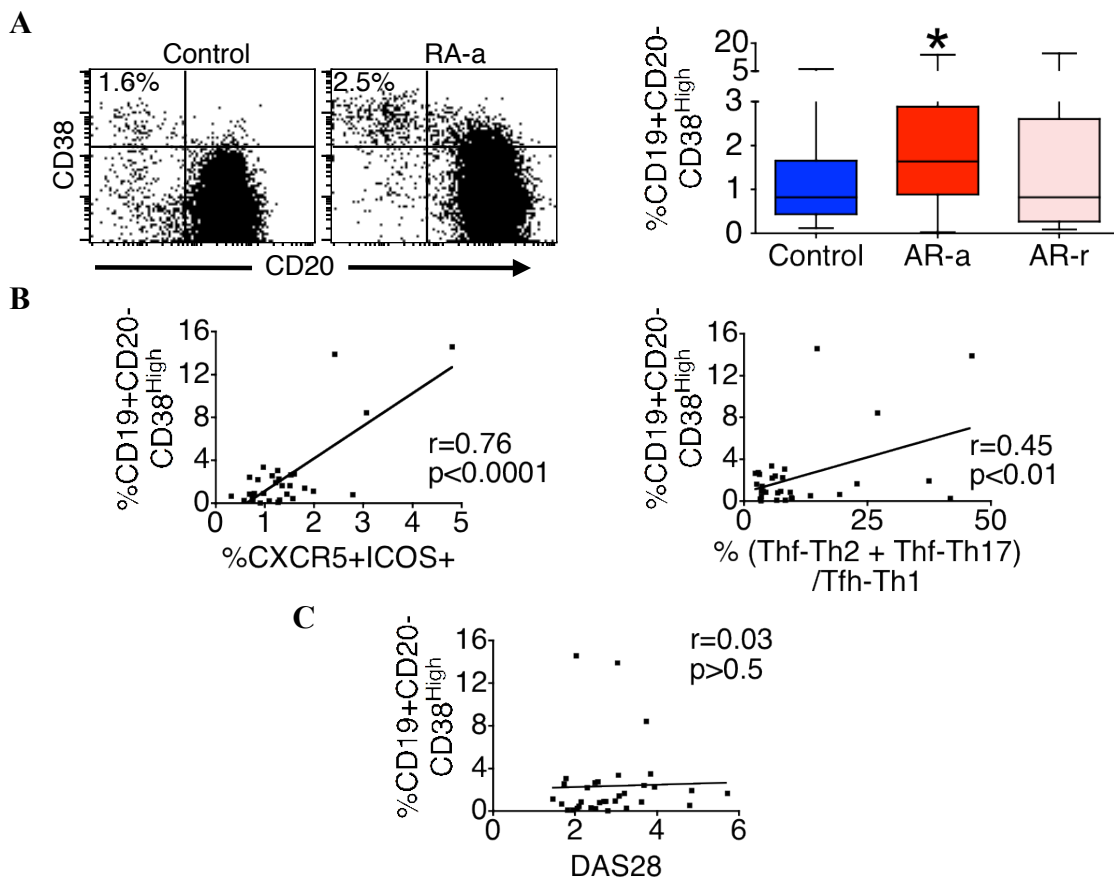 A
Control
RA-a
1.6%
2.5%
CD38
CD20
%CD19+CD20-
CD38High
20
5
3
2
1
0
*
Control
AR-a
AR-r
B
%CD19+CD20-
CD38High
16
12
8
4
0
r=0.76
p<0.0001
0
1
2
3
4
5
%CXCR5+ICOS+
%CD19+CD20-
CD38High
16
12
8
4
0
r=0.45
p<0.01
0
25
50
% (Thf-Th2 + Thf-Th17)
/Tfh-Th1
C
%CD19+CD20-
CD38High
16
12
8
4
0
r=0.03
p>0.5
0
2
4
6
DAS28